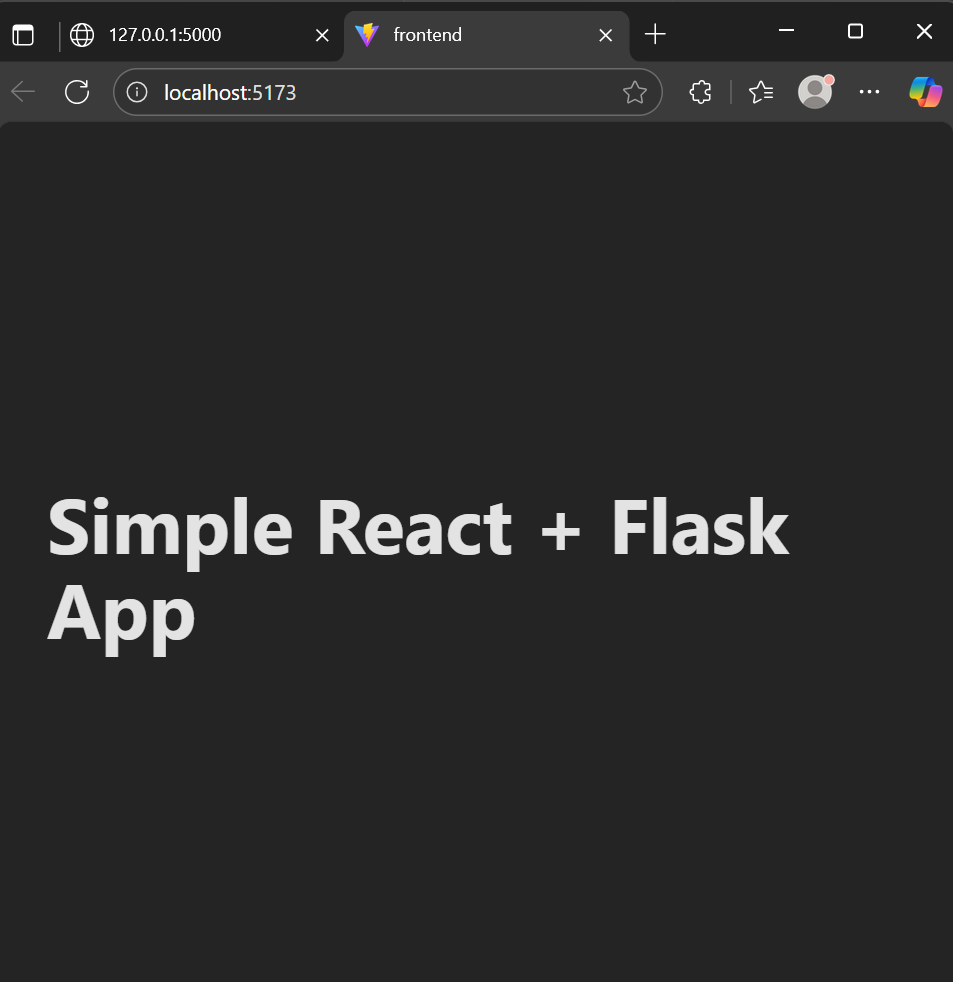 127.0.0.1:5000
frontend
localhost:5173
Simple React + Flask
App